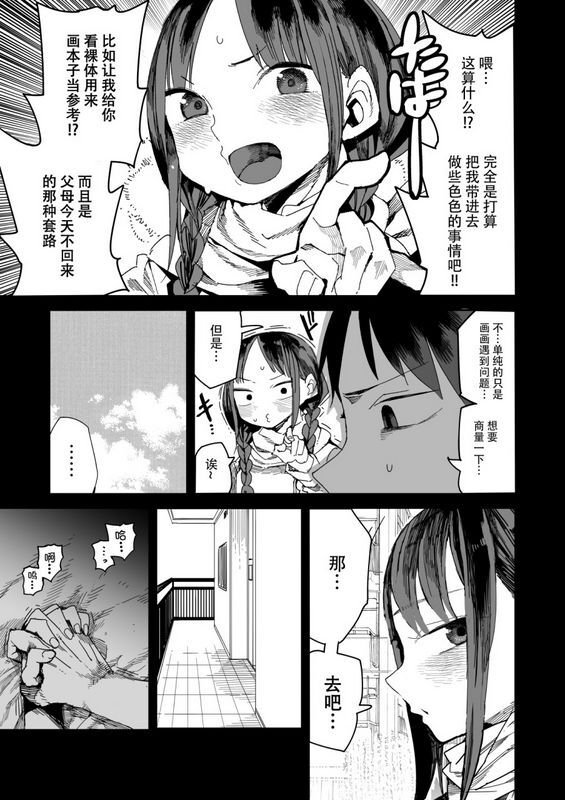 喂…
这算什么⁉
完全是打算
把我带进去
做些色色的事情吧‼
たはーっ
比如让我给你
看裸体用来
画本子当参考⁉
而且是
父母今天不回来
的那种套路
不…单纯的只是
画画遇到问题…
想要
商量一下…
但是…
诶~
……
那…
去吧…
哈…
啊…
呜…